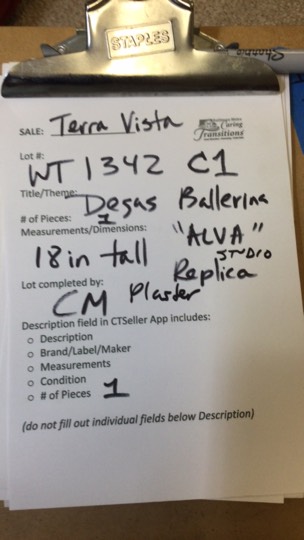 STAPLES
SALE: Terra Vista
Caring Transitions
Lot #:
WT 1342 C1
Title/Theme: Degas Ballerina
# of Pieces: 1
Measurements/Dimensions: "ALVA"
18 in tall STUDIO
Replica
Lot completed by: Plaster
CM
Description field in CTSeller App includes:
o Description
o Brand/Label/Maker
o Measurements
o Condition
o # of Pieces 1
(do not fill out individual fields below Description)